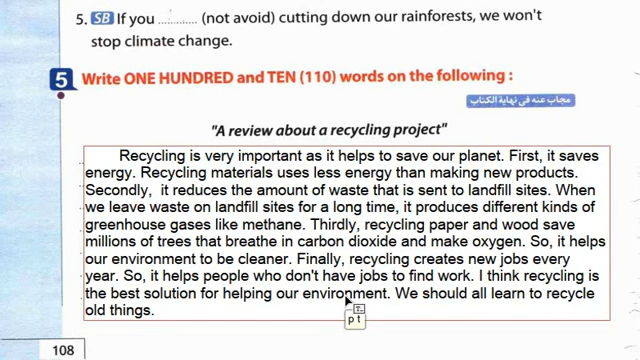 5. SB If you ............ (not avoid) cutting down our rainforests, we won't
stop climate change.
5 Write ONE HUNDRED and TEN (110) words on the following :
مجاب عنه في نهاية الكتاب
"A review about a recycling project"
Recycling is very important as it helps to save our planet. First, it saves
energy. Recycling materials uses less energy than making new products.
Secondly, it reduces the amount of waste that is sent to landfill sites. When
we leave waste on landfill sites for a long time, it produces different kinds of
greenhouse gases like methane. Thirdly, recycling paper and wood save
millions of trees that breathe in carbon dioxide and make oxygen. So, it helps
our environment to be cleaner. Finally, recycling creates new jobs every
year. So, it helps people who don't have jobs to find work. I think recycling is
the best solution for helping our environment. We should all learn to recycle
old things.
p t
108